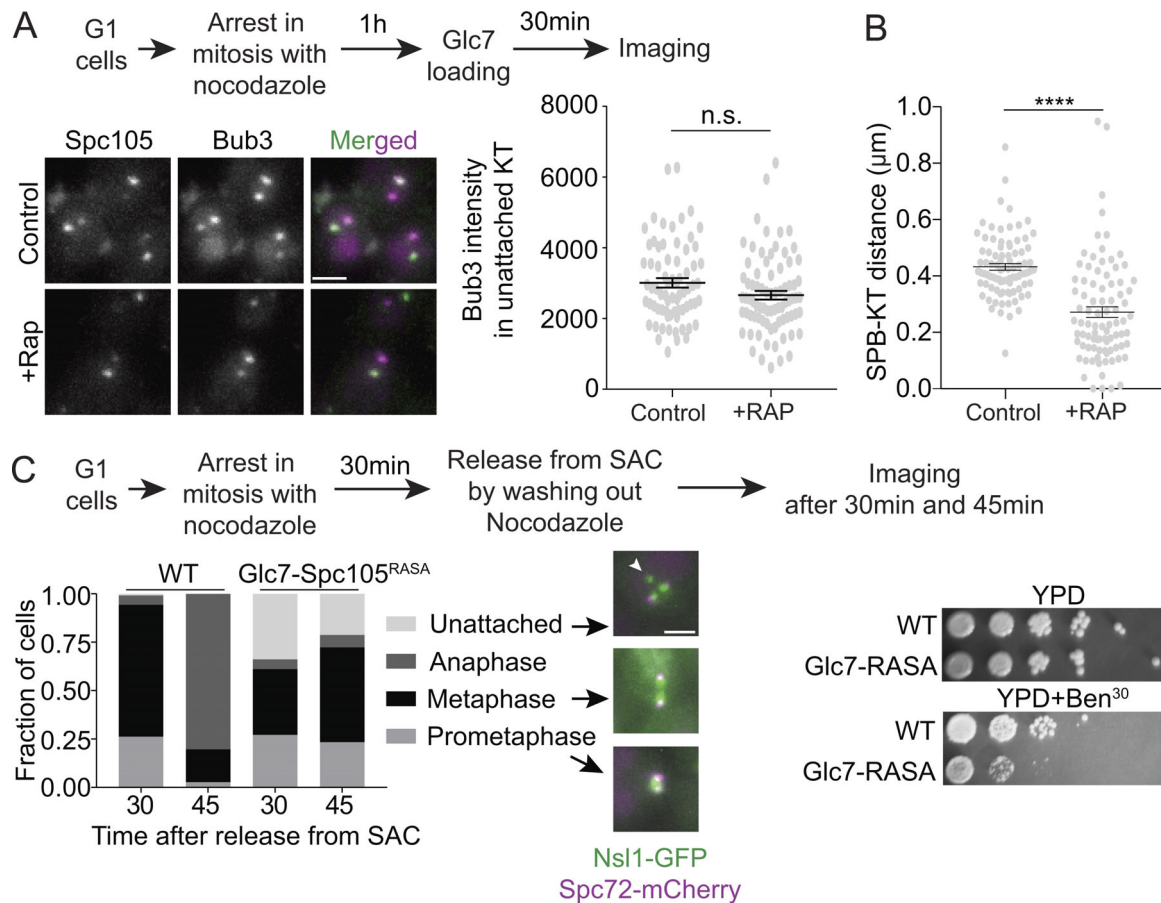 A
G1
cells
Arrest in
mitosis with
nocodazole
1h
Glc7
loading
30min
Imaging
Spc105
Bub3
Merged
Control
+Rap
Bub3 intensity
in unattached KT
8000
6000
4000
2000
0
n.s.
Control
+RAP
B
SPB-KT distance (µm)
1.0
0.8
0.6
0.4
0.2
0.0
****
Control
+RAP
C
G1
cells
Arrest in
mitosis with
nocodazole
30min
Release from SAC
by washing out
Nocodazole
Imaging
after 30min and 45min
WT
Glc7-Spc105RASA
Fraction of cells
1.00
0.75
0.50
0.25
0.00
30
45
30
45
Time after release from SAC
Unattached
Anaphase
Metaphase
Prometaphase
Nsl1-GFP
Spc72-mCherry
YPD
WT
Glc7-RASA
YPD+Ben30
WT
Glc7-RASA